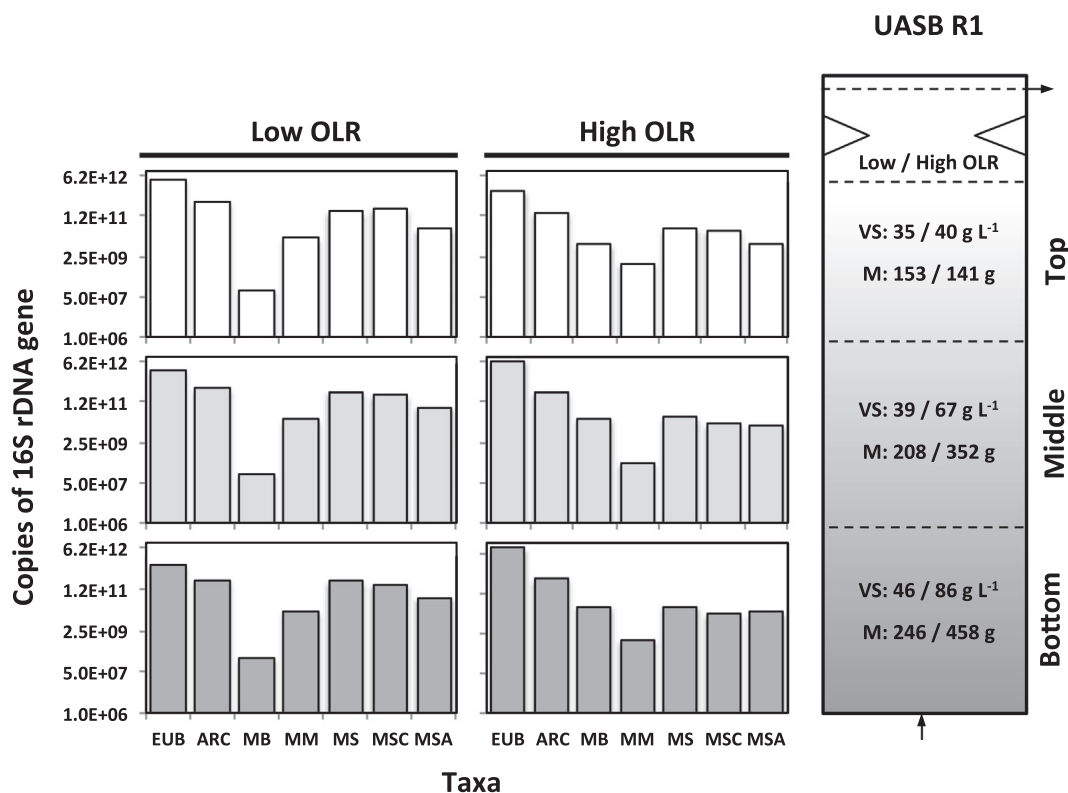 UASB R1
Low OLR
High OLR
Low / High OLR
Copies of 16S rDNA gene
6.2E+12
1.2E+11
2.5E+09
5.0E+07
1.0E+06
VS: 35 / 40 g L-1
M: 153 / 141 g
Top
6.2E+12
1.2E+11
2.5E+09
5.0E+07
1.0E+06
VS: 39 / 67 g L-1
M: 208 / 352 g
Middle
6.2E+12
1.2E+11
2.5E+09
5.0E+07
1.0E+06
VS: 46 / 86 g L-1
M: 246 / 458 g
Bottom
EUB ARC MB MM MS MSC MSA
EUB ARC MB MM MS MSC MSA
Taxa